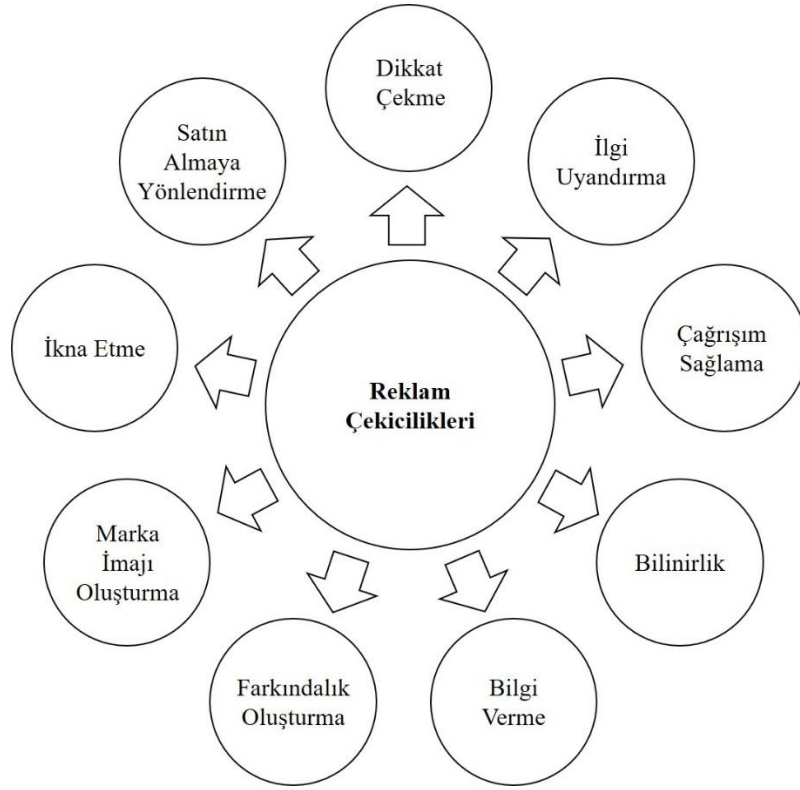 Dikkat
Çekme
İlgi
Uyandırma
Çağrışım
Sağlama
Bilinirlik
Bilgi
Verme
Farkındalık
Oluşturma
Marka
İmajı
Oluşturma
İkna Etme
Satın
Almaya
Yönlendirme
Reklam
Çekicilikleri